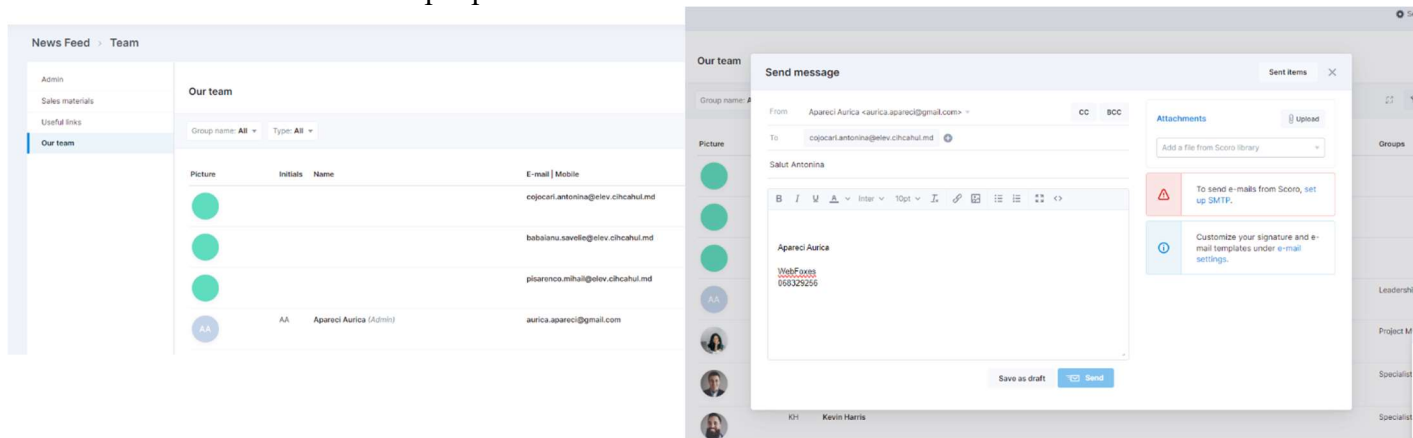 News Feed > Team
Admin
Sales materials
Useful links
Our team
Our team
Group name: All Type: All
Picture Initials Name E-mail | Mobile
cojocari.antonina@elev.cihcahul.md
babaianu.savelie@elev.cihcahul.md
pisarenco.mihail@elev.cihcahul.md
AA AA Apareci Aurica (Admin) aurica.apareci@gmail.com
Our team
Group name: A
Picture
Groups
AA
Leadershi
Project M
Specialist
KH Kevin Harris Specialist
Send message Sent items
From Apareci Aurica <aurica.apareci@gmail.com> CC BCC
To cojocari.antonina@elev.cihcahul.md
Salut Antonina
B I U A Inter 10pt
Apareci Aurica
WebFoxes
068329256
Save as draft Send
Attachments Upload
Add a file from Scoro library
To send e-mails from Scoro, set
up SMTP.
Customize your signature and e-
mail templates under e-mail
settings.